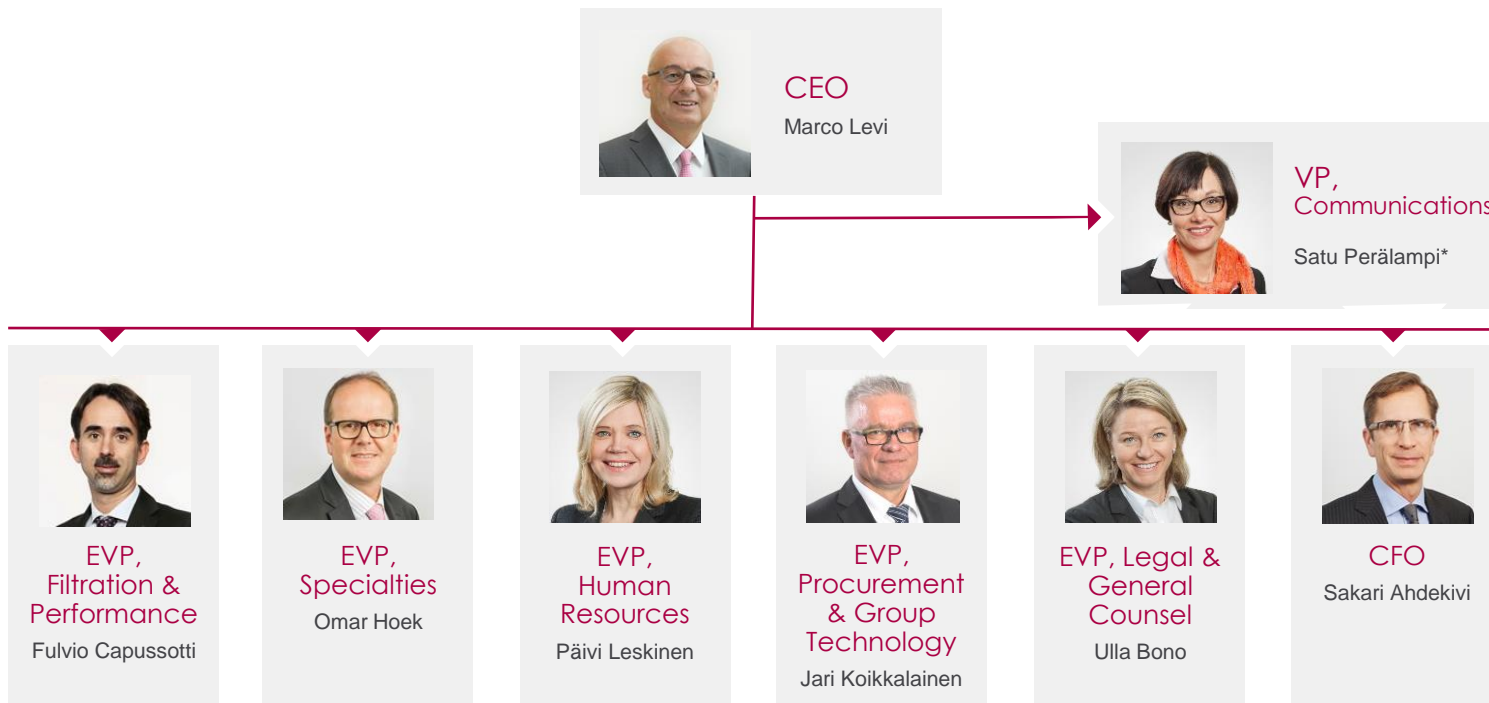 CEO
Marco Levi
VP,
Communications
Satu Perälampi*
EVP,
Filtration &
Performance
Fulvio Capussotti
EVP,
Specialties
Omar Hoek
EVP,
Human
Resources
Päivi Leskinen
EVP,
Procurement
& Group
Technology
Jari Koikkalainen
EVP, Legal &
General
Counsel
Ulla Bono
CFO
Sakari Ahdekivi